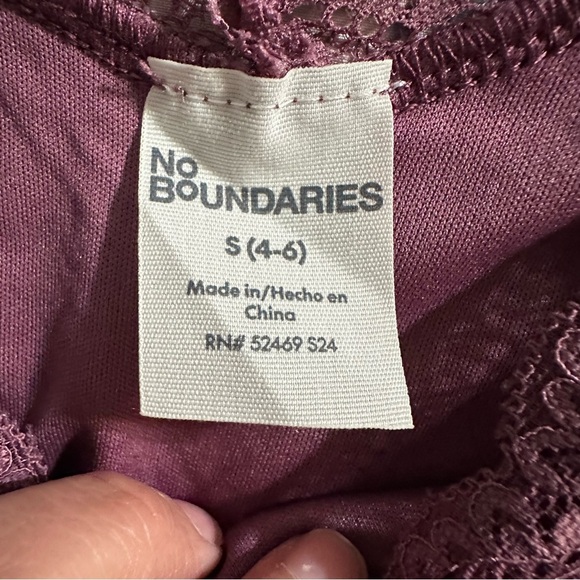 No
BOUNDARIES
S (4-6)
Made in/Hecho en
China
RN# 52469 S24